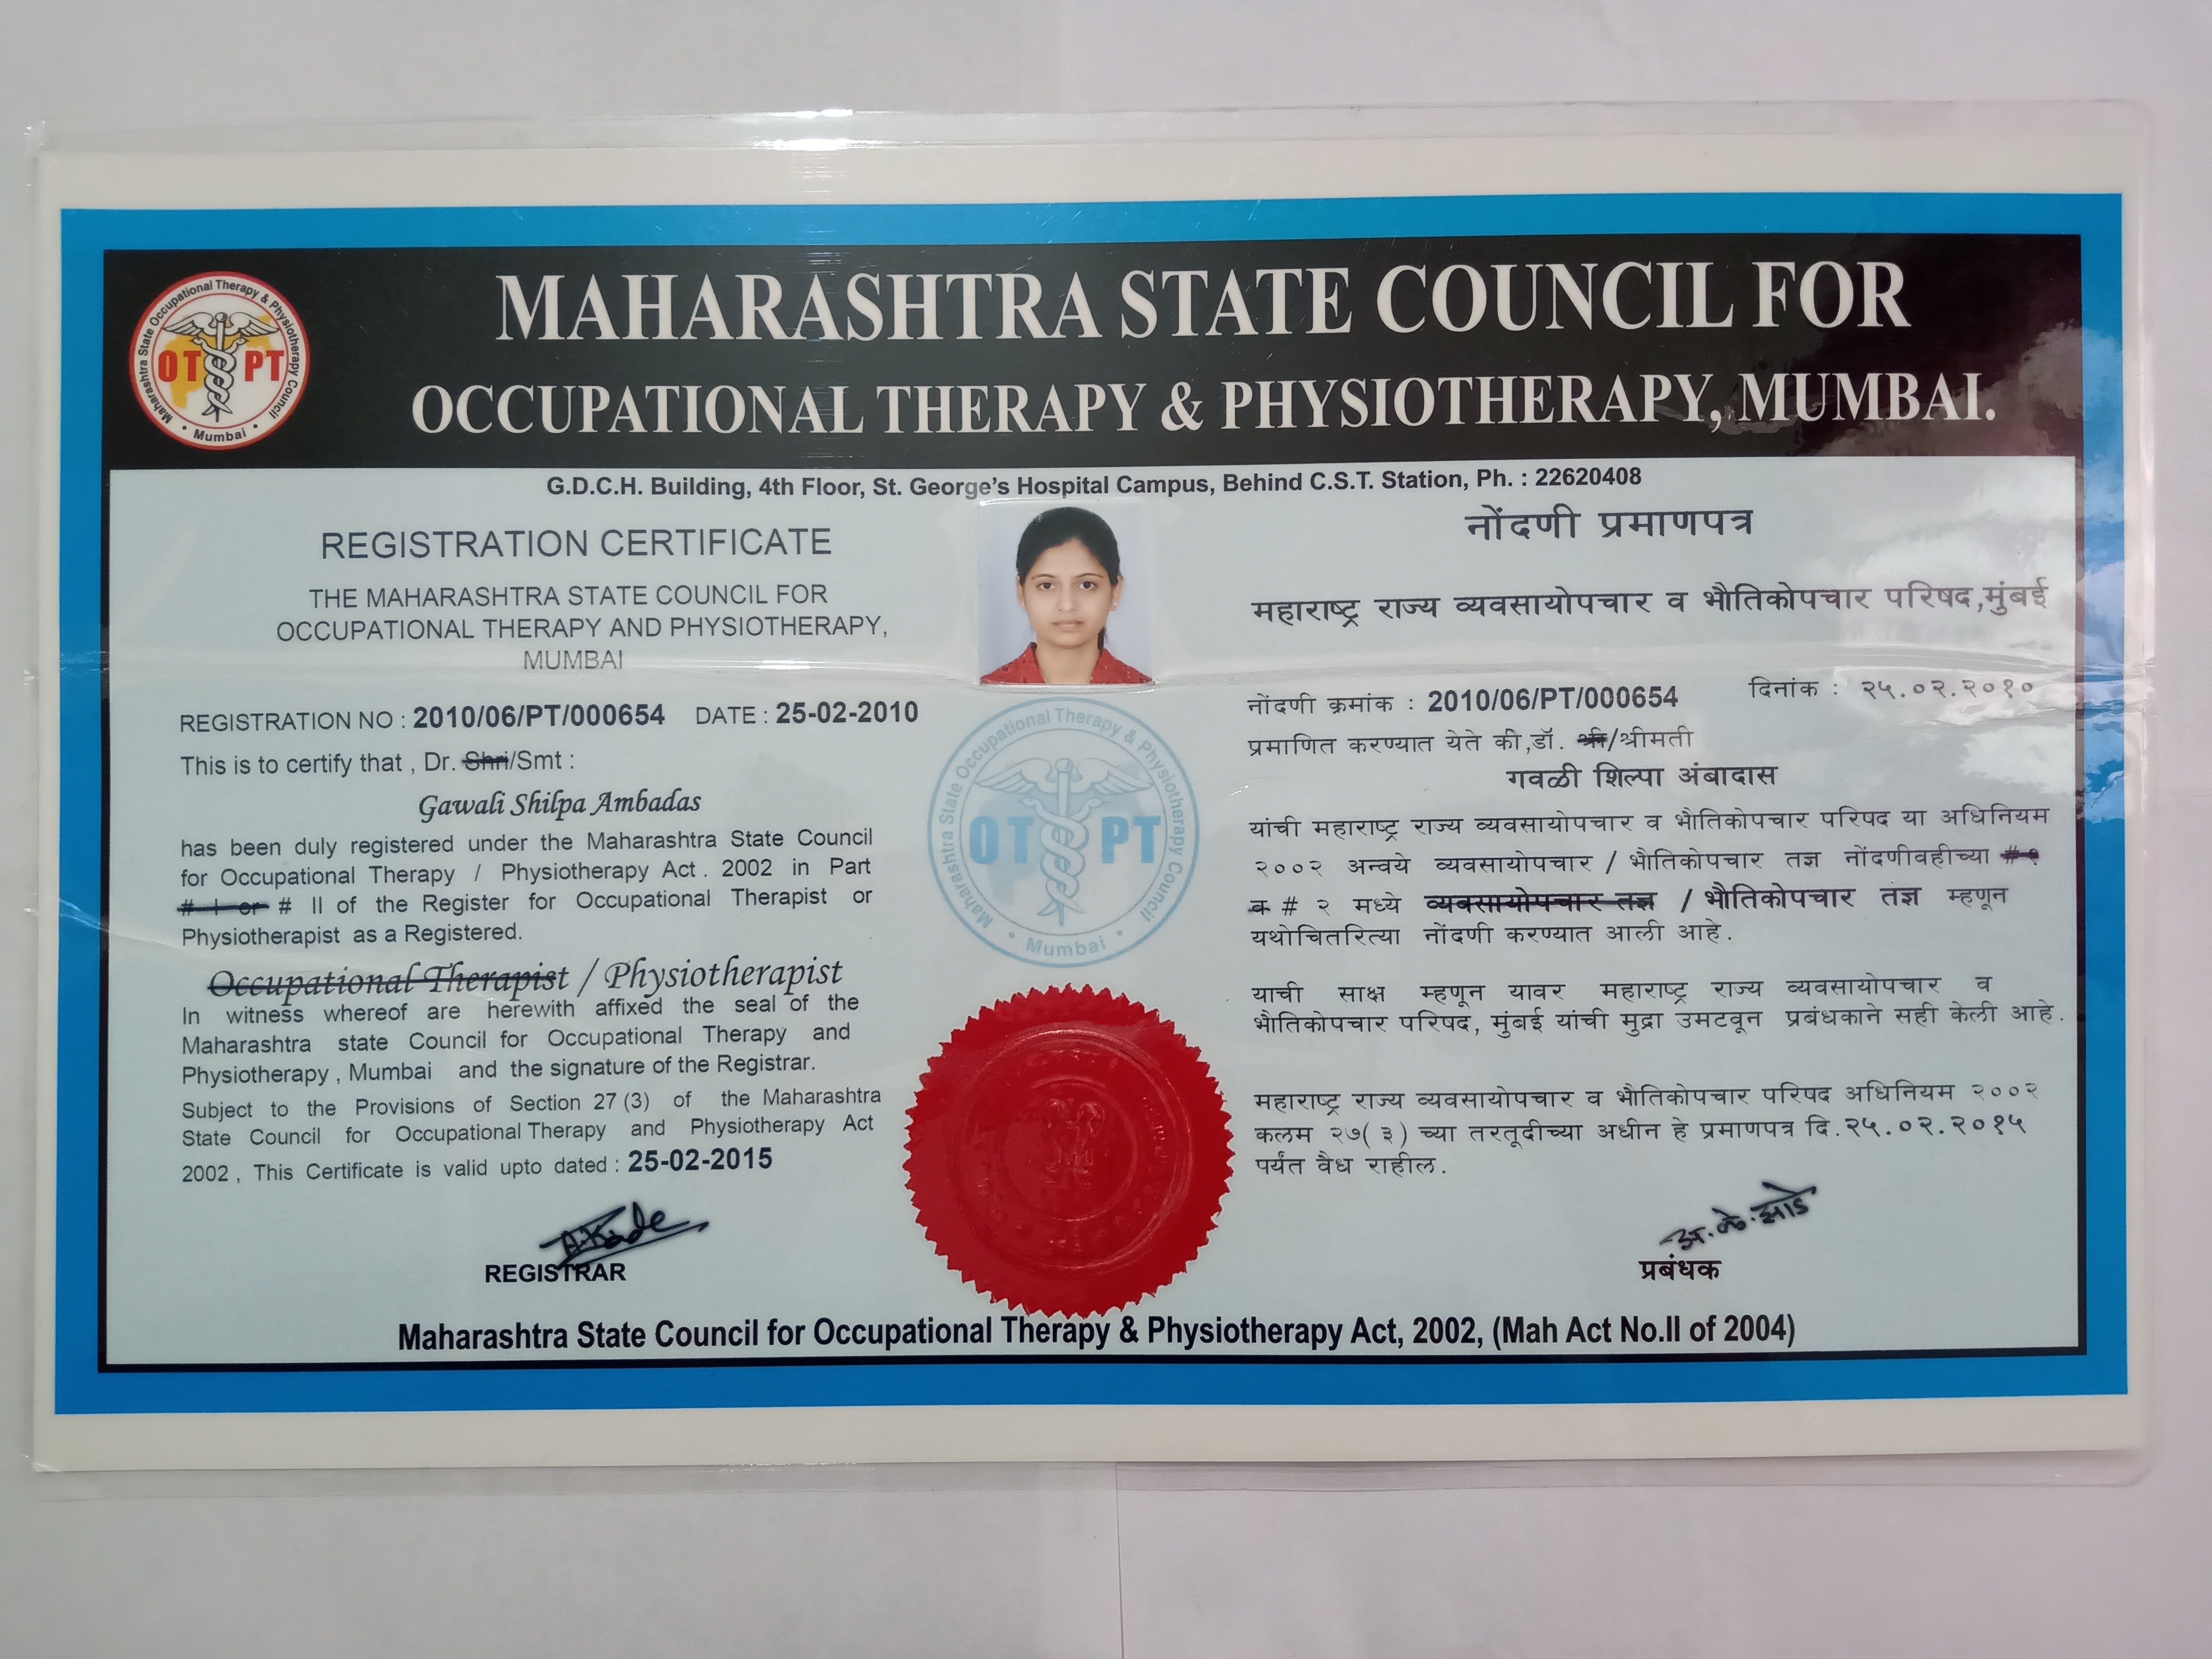 MAHARASHTRA STATE COUNCIL FOR
OCCUPATIONAL THERAPY & PHYSIOTHERAPY, MUMBAI.
Maharashtra State Occupational Therapy & Physiotherapy Council
OT PT
• Mumbai •
G.D.C.H. Building, 4th Floor, St. George's Hospital Campus, Behind C.S.T. Station, Ph. : 22620408
REGISTRATION CERTIFICATE
THE MAHARASHTRA STATE COUNCIL FOR
OCCUPATIONAL THERAPY AND PHYSIOTHERAPY,
MUMBAI
REGISTRATION NO : 2010/06/PT/000654 DATE : 25-02-2010
This is to certify that , Dr. Shri/Smt :
Gawali Shilpa Ambadas
has been duly registered under the Maharashtra State Council
for Occupational Therapy / Physiotherapy Act . 2002 in Part
# I or # II of the Register for Occupational Therapist or
Physiotherapist as a Registered.
Occupational Therapist / Physiotherapist
In witness whereof are herewith affixed the seal of the
Maharashtra state Council for Occupational Therapy and
Physiotherapy , Mumbai and the signature of the Registrar.
Subject to the Provisions of Section 27 (3) of the Maharashtra
State Council for Occupational Therapy and Physiotherapy Act
2002 , This Certificate is valid upto dated : 25-02-2015
A.K.
REGISTRAR
Maharashtra State Occupational Therapy & Physiotherapy Council
OT PT
• Mumbai •
नोंदणी प्रमाणपत्र
महाराष्ट्र राज्य व्यवसायोपचार व भौतिकोपचार परिषद,मुंबई
नोंदणी क्रमांक : 2010/06/PT/000654 दिनांक : २५.०२.२०१०
प्रमाणित करण्यात येते की,डॉ. श्री/श्रीमती
गवळी शिल्पा अंबादास
यांची महाराष्ट्र राज्य व्यवसायोपचार व भौतिकोपचार परिषद या अधिनियम
२००२ अन्वये व्यवसायोपचार / भौतिकोपचार तज्ञ नोंदणीवहीच्या # १
व # २ मध्ये व्यवसायोपचार तज्ञ / भौतिकोपचार तज्ञ म्हणून
यथोचितरित्या नोंदणी करण्यात आली आहे.
याची साक्ष म्हणून यावर महाराष्ट्र राज्य व्यवसायोपचार व
भौतिकोपचार परिषद, मुंबई यांची मुद्रा उमटवून प्रबंधकाने सही केली आहे.
महाराष्ट्र राज्य व्यवसायोपचार व भौतिकोपचार परिषद अधिनियम २००२
कलम २७( ३) च्या तरतूदीच्या अधीन हे प्रमाणपत्र दि.२५.०२.२०१५
पर्यंत वैध राहील.
अ.के.
प्रबंधक
Maharashtra State Council for Occupational Therapy & Physiotherapy Act, 2002, (Mah Act No.II of 2004)